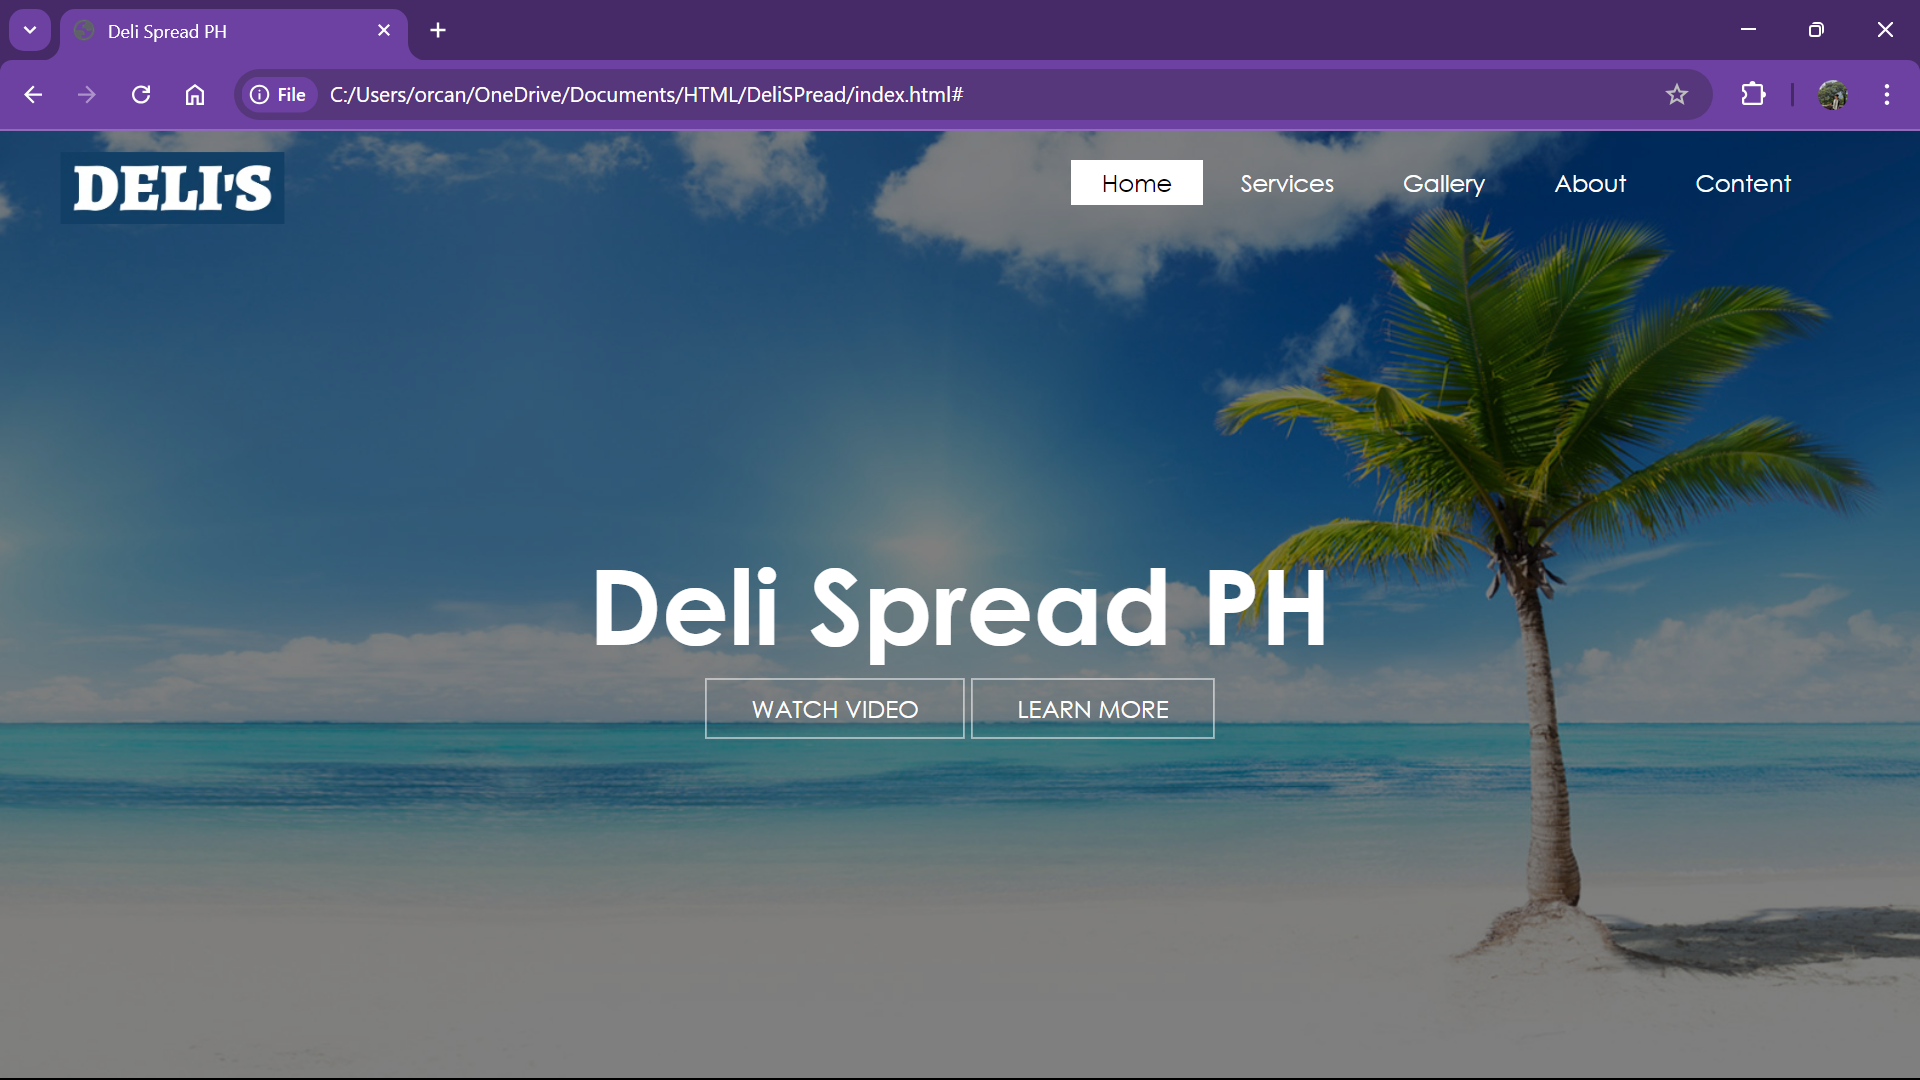 Deli Spread PH
File C:/Users/orcan/OneDrive/Documents/HTML/DeliSPread/index.html#
DELI'S
Home Services Gallery About Content
Deli Spread PH
WATCH VIDEO LEARN MORE